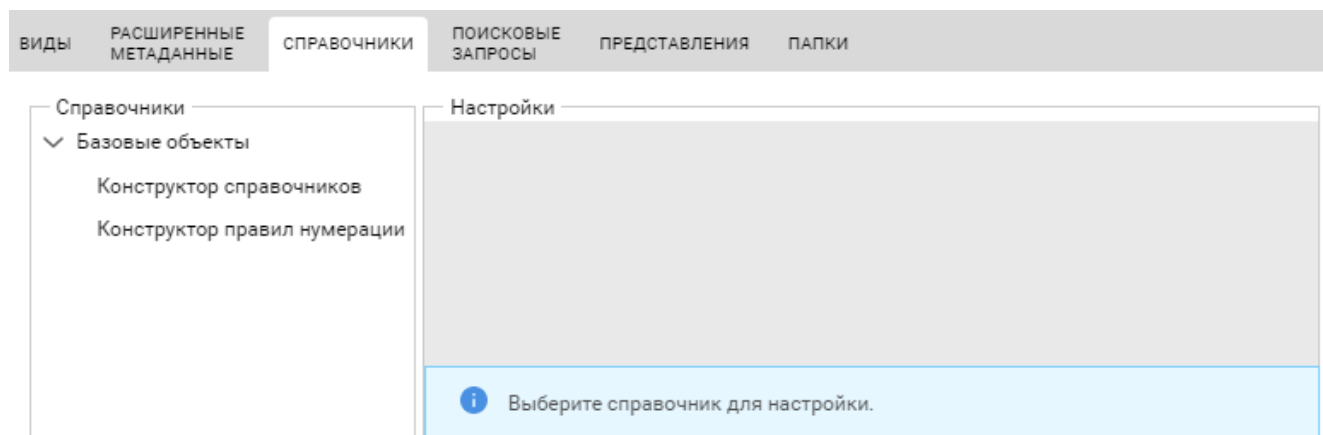 ВИДЫ
РАСШИРЕННЫЕ
МЕТАДАННЫЕ
СПРАВОЧНИКИ
ПОИСКОВЫЕ
ЗАПРОСЫ
ПРЕДСТАВЛЕНИЯ
ПАПКИ
Справочники
Базовые объекты
Конструктор справочников
Конструктор правил нумерации
Настройки
Выберите справочник для настройки.